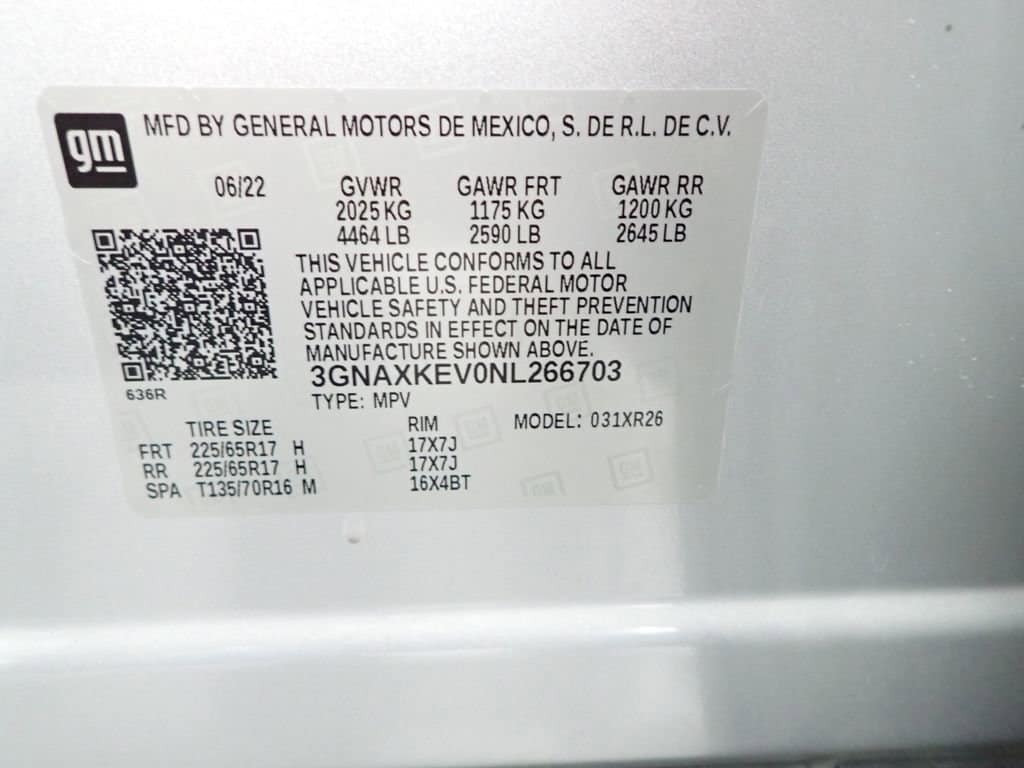 gm
MFD BY GENERAL MOTORS DE MEXICO, S. DE R.L. DE C.V.
06/22 GVWR GAWR FRT GAWR RR
2025 KG 1175 KG 1200 KG
4464 LB 2590 LB 2645 LB
THIS VEHICLE CONFORMS TO ALL
APPLICABLE U.S. FEDERAL MOTOR
VEHICLE SAFETY AND THEFT PREVENTION
STANDARDS IN EFFECT ON THE DATE OF
MANUFACTURE SHOWN ABOVE.
3GNAXKEV0NL266703
636R
TYPE: MPV
TIRE SIZE RIM MODEL: 031XR26
FRT 225/65R17 H 17X7J
RR 225/65R17 H 17X7J
SPA T135/70R16 M 16X4BT